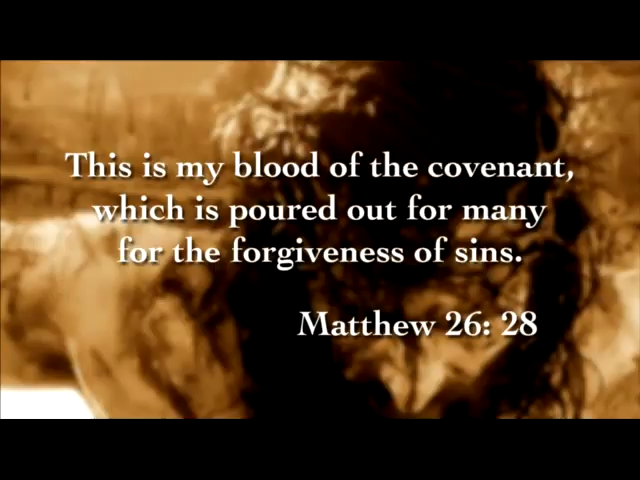 This is my blood of the covenant,
which is poured out for many
for the forgiveness of sins.
Matthew 26: 28